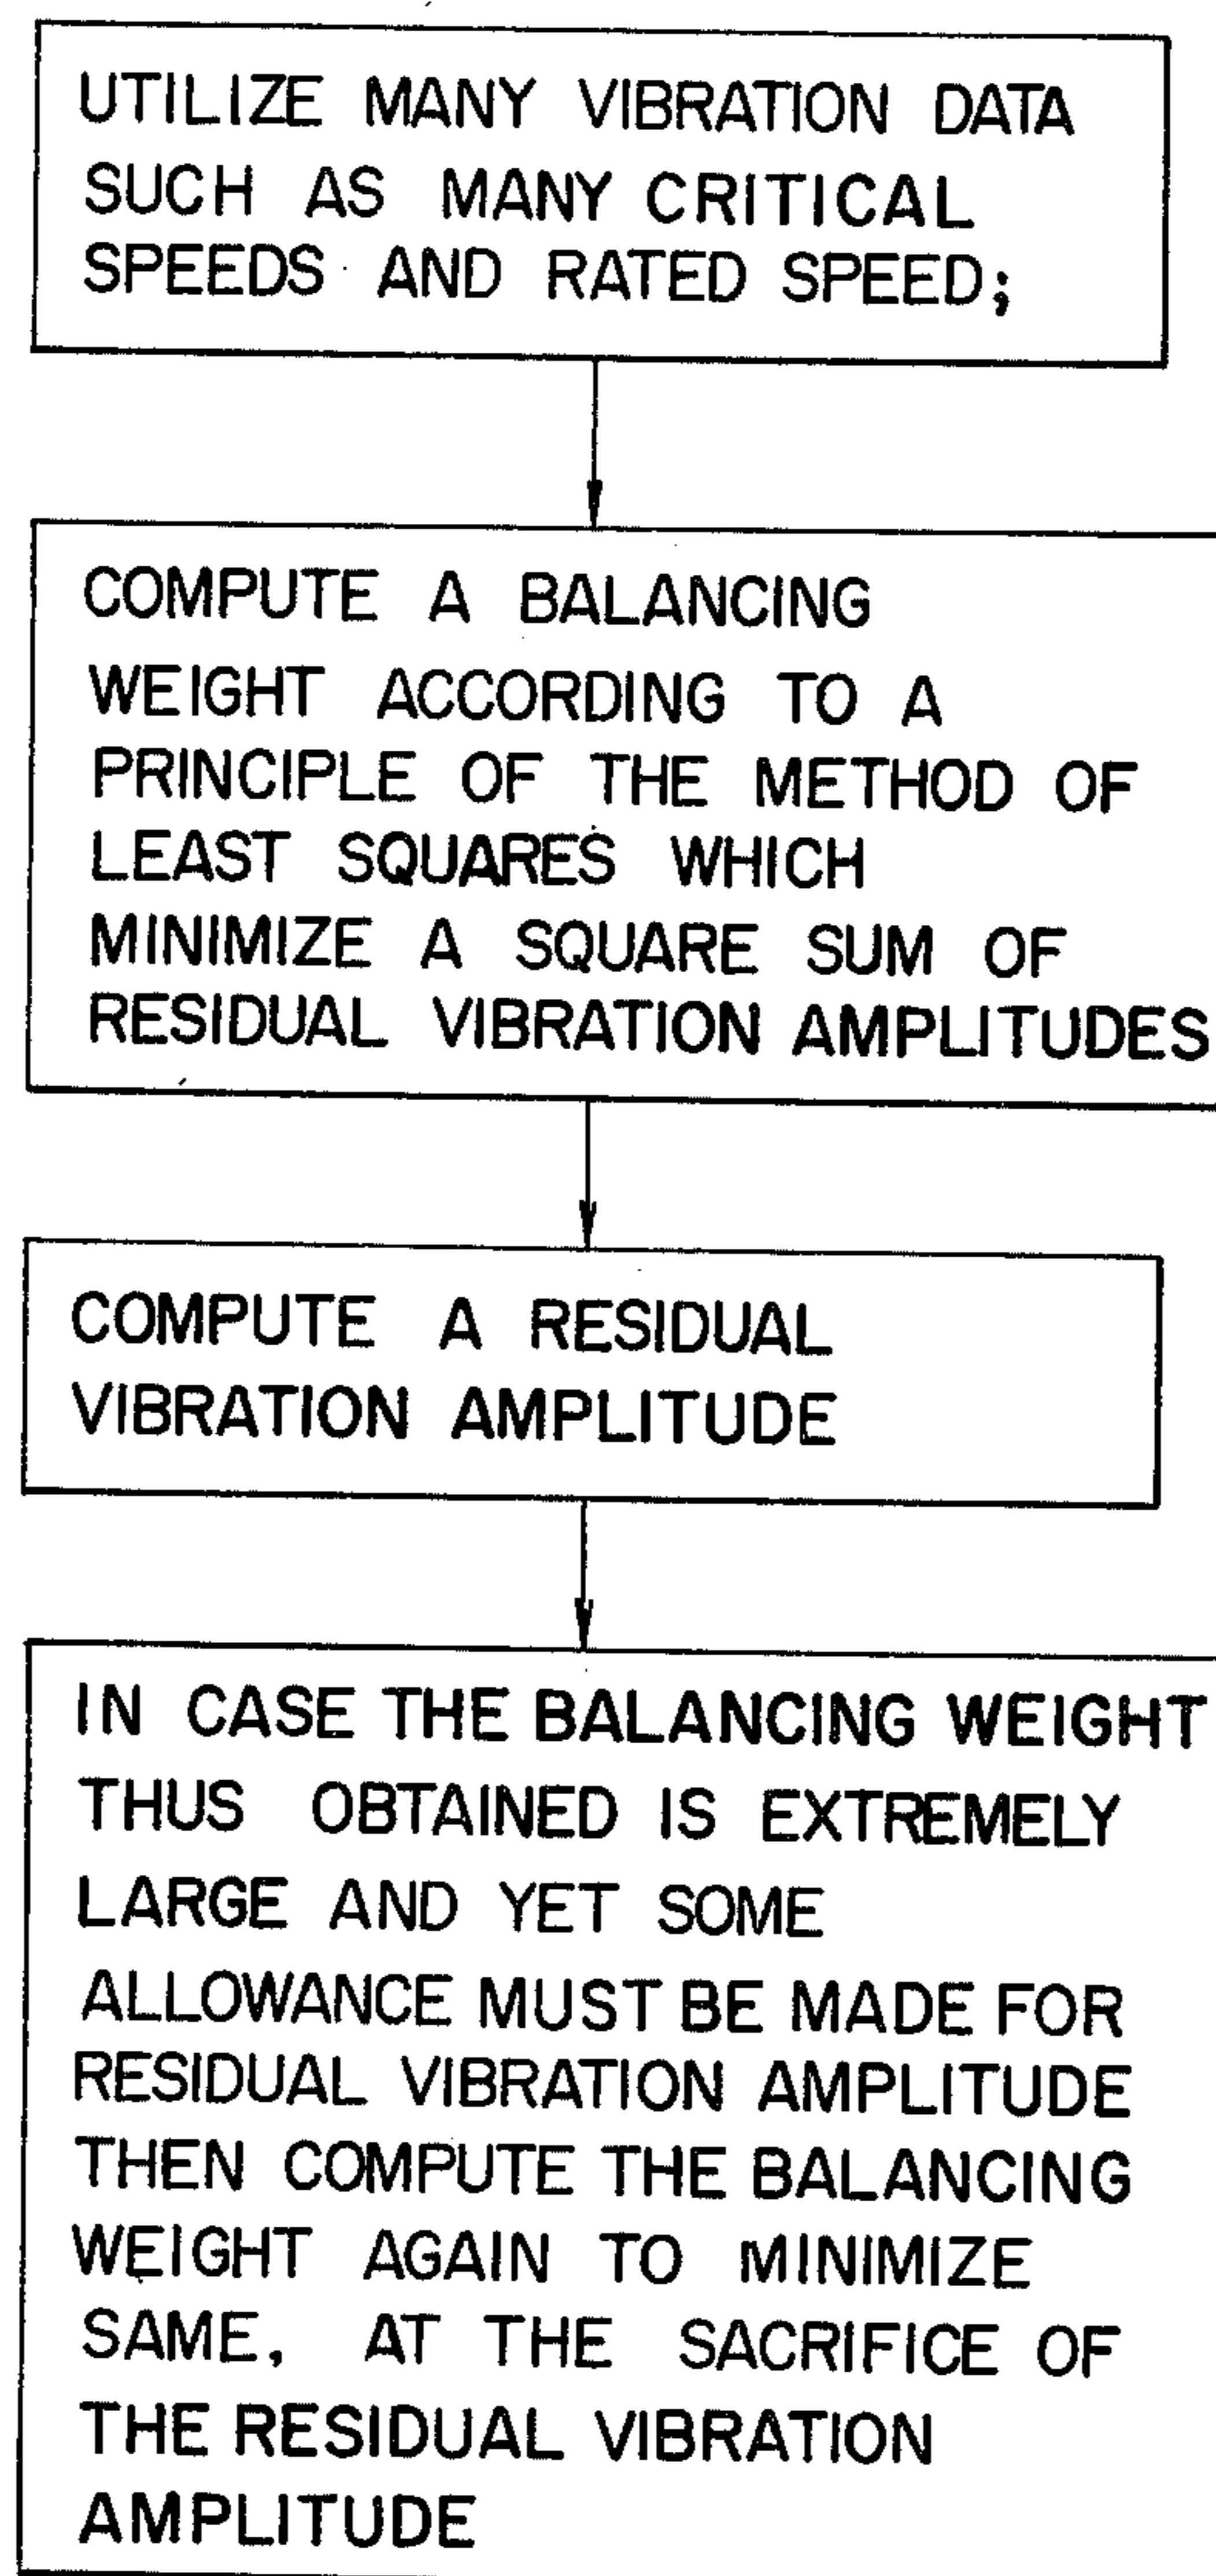 UTILIZE MANY VIBRATION DATA
SUCH AS MANY CRITICAL
SPEEDS AND RATED SPEED;
COMPUTE A BALANCING
WEIGHT ACCORDING TO A
PRINCIPLE OF THE METHOD OF
LEAST SQUARES WHICH
MINIMIZE A SQUARE SUM OF
RESIDUAL VIBRATION AMPLITUDES
COMPUTE A RESIDUAL
VIBRATION AMPLITUDE
IN CASE THE BALANCING WEIGHT
THUS OBTAINED IS EXTREMELY
LARGE AND YET SOME
ALLOWANCE MUST BE MADE FOR
RESIDUAL VIBRATION AMPLITUDE
THEN COMPUTE THE BALANCING
WEIGHT AGAIN TO MINIMIZE
SAME, AT THE SACRIFICE OF
THE RESIDUAL VIBRATION
AMPLITUDE